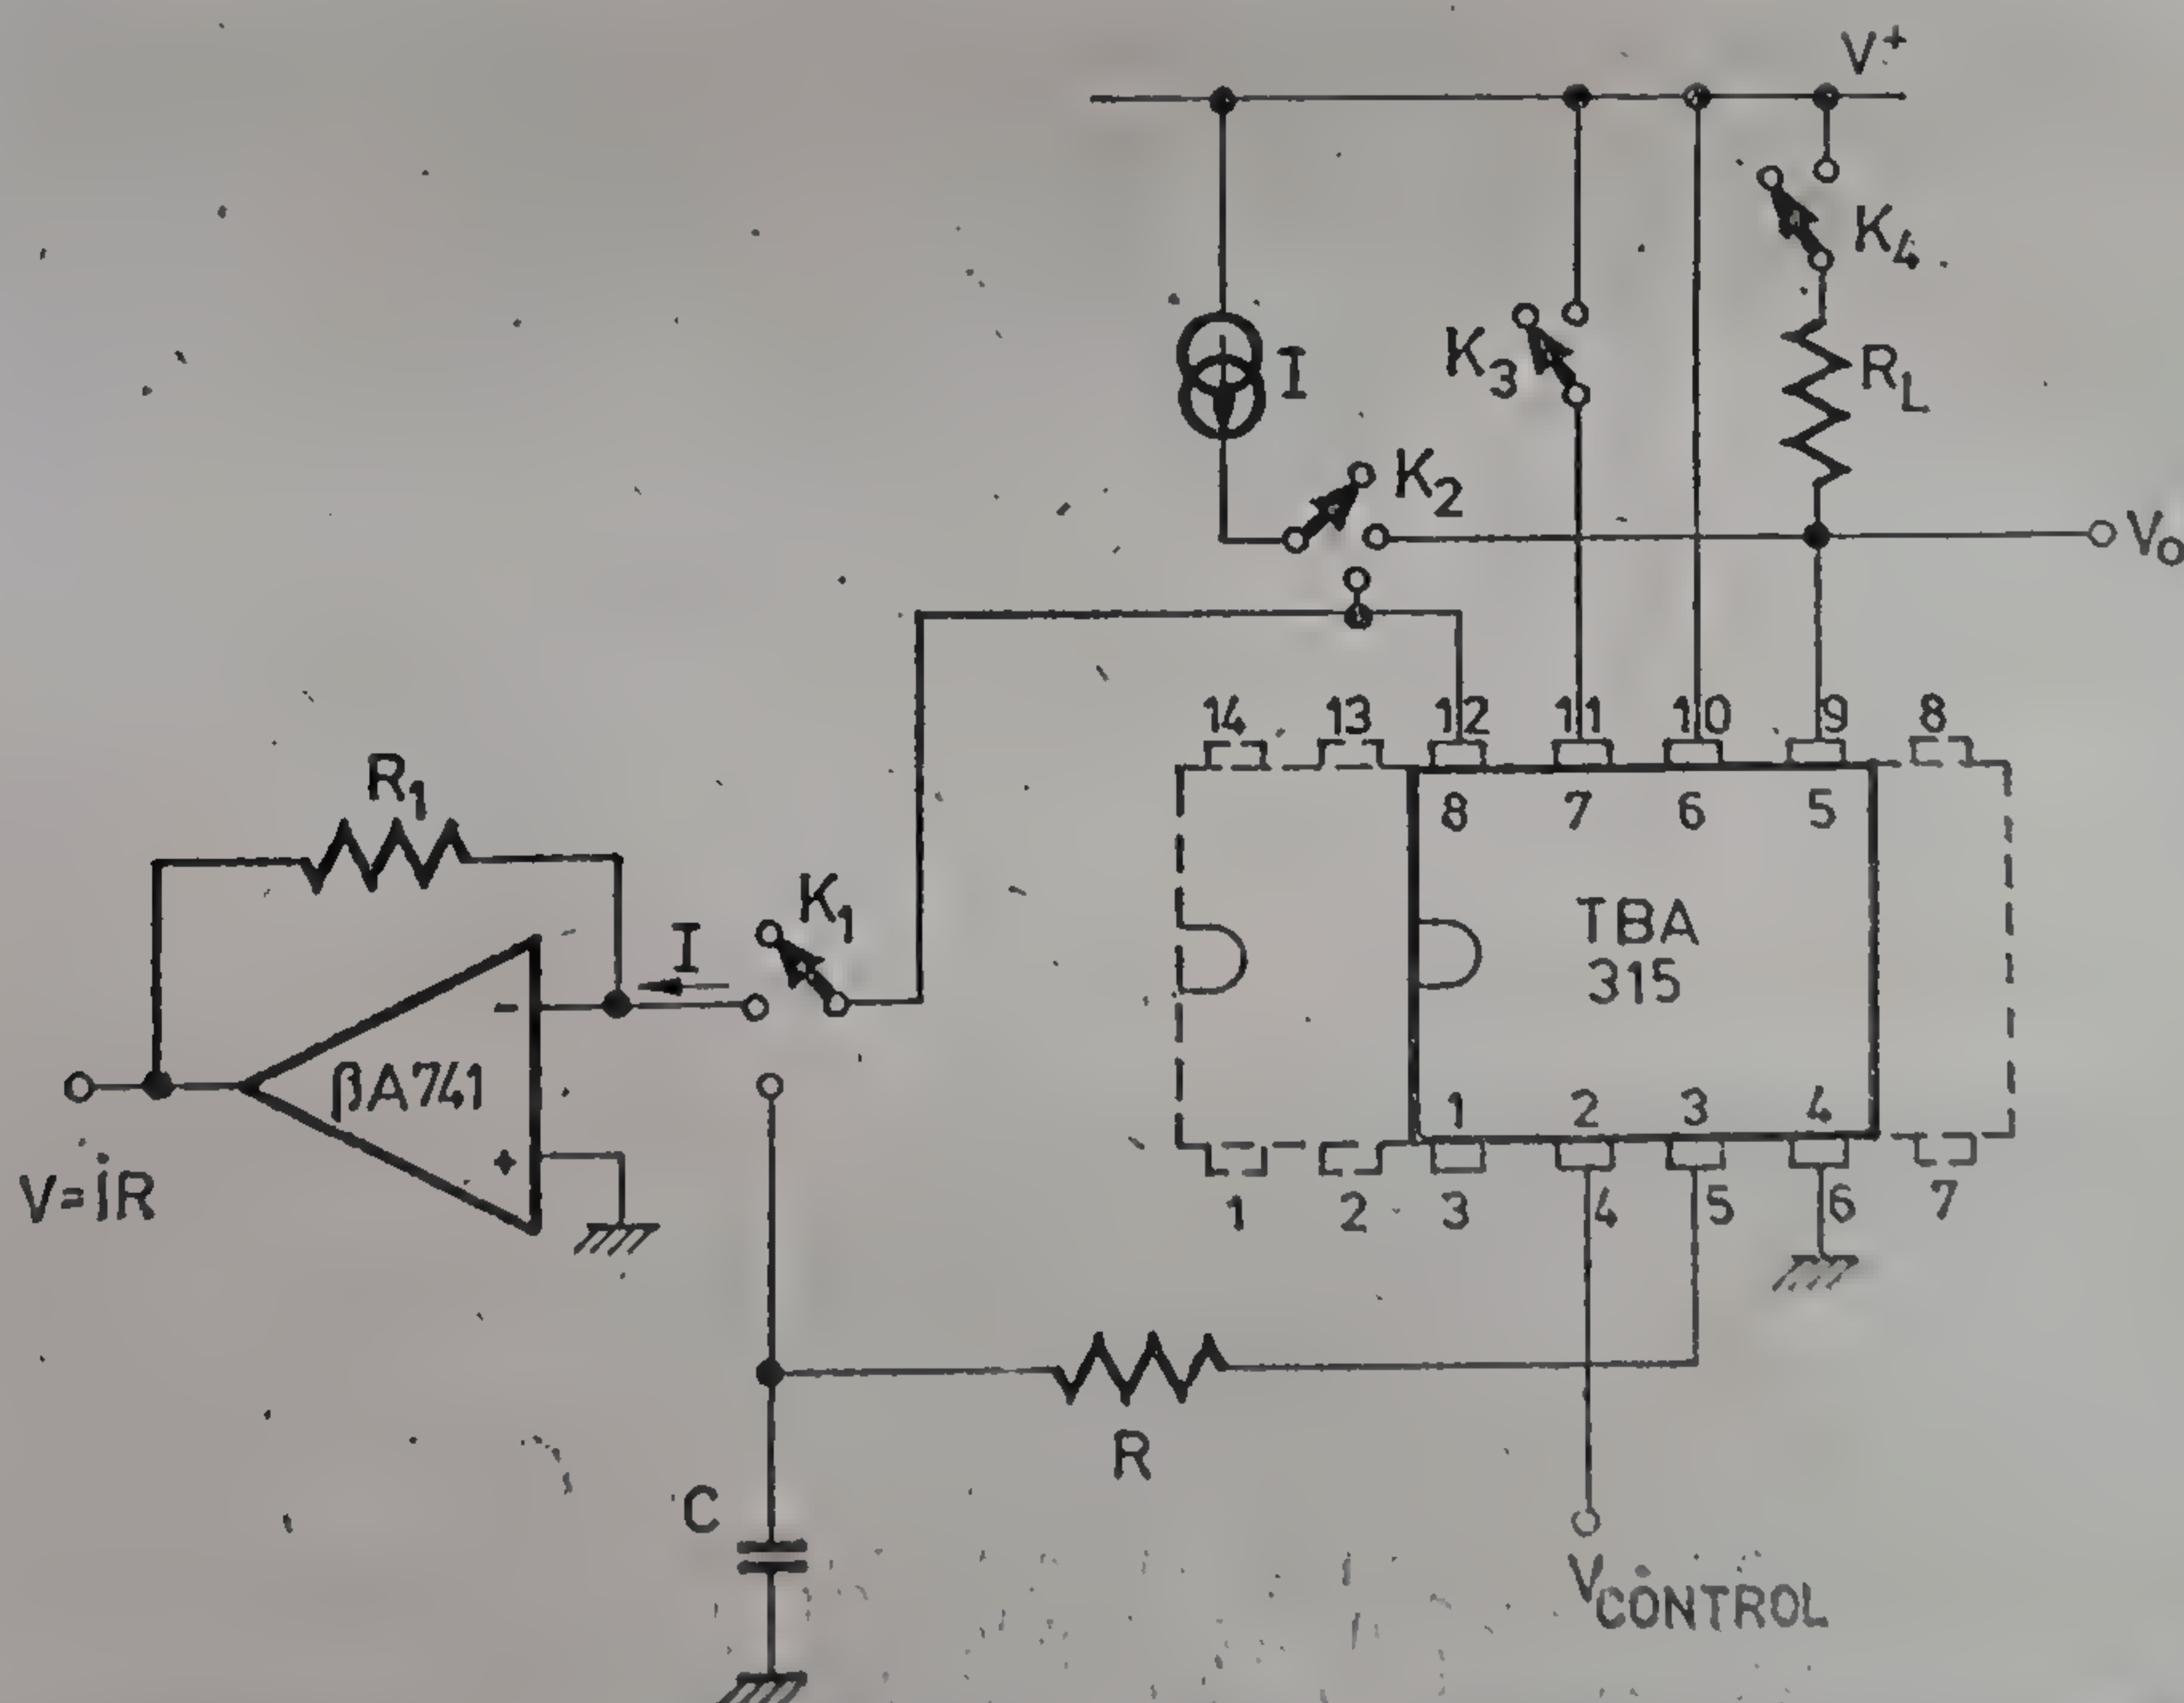 V+
K4
I
K3
RL
K2
Vo
14 13 12 11 10 9 8
R1
8 7 6 5
K1
TBA
315
I
-
βA741
1 2 3 4
+
V=iR
1 2 3 4 5 6 7
R
C
VCONTROL